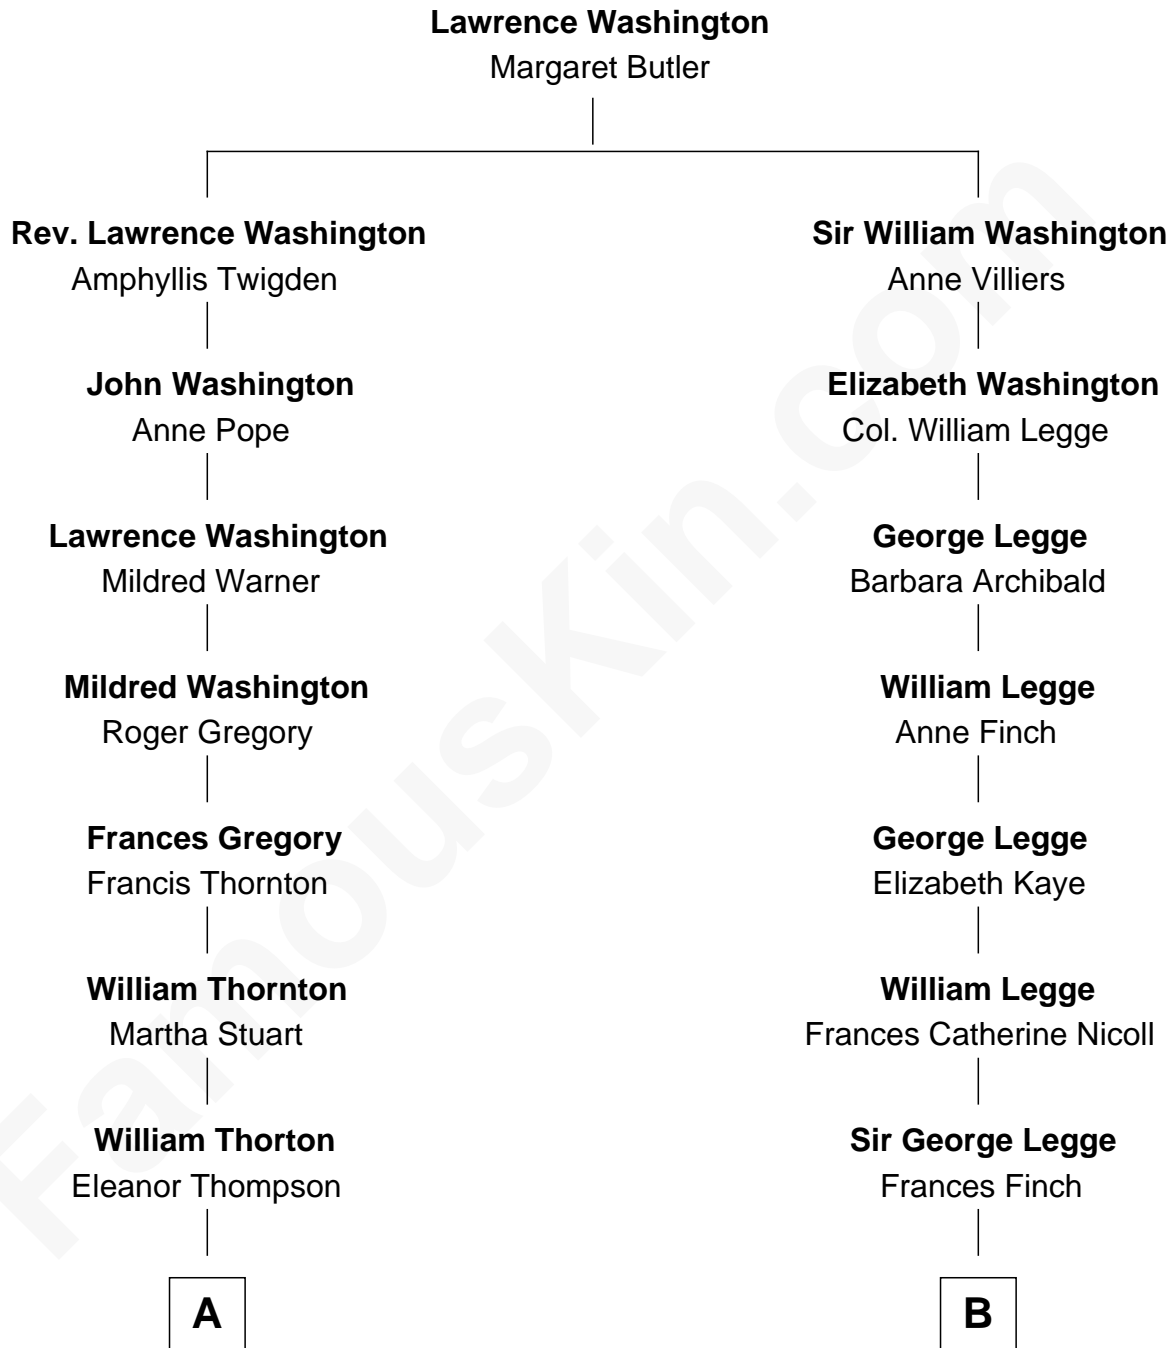 Lawrence Washington
Margaret Butler
Rev. Lawrence Washington
Amphyllis Twigden
Sir William Washington
Anne Villiers
John Washington
Anne Pope
Elizabeth Washington
Col. William Legge
Lawrence Washington
Mildred Warner
George Legge
Barbara Archibald
Mildred Washington
Roger Gregory
William Legge
Anne Finch
Frances Gregory
Francis Thornton
George Legge
Elizabeth Kaye
William Thornton
Martha Stuart
William Legge
Frances Catherine Nicoll
William Thorton
Eleanor Thompson
Sir George Legge
Frances Finch
A
B
FamousKin.com